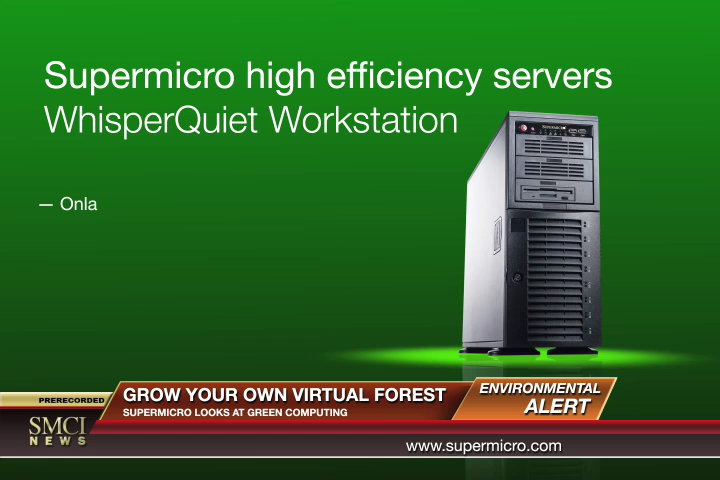 Supermicro high efficiency servers
WhisperQuiet Workstation
SUPERMICRO
— Onla
PRERECORDED
GROW YOUR OWN VIRTUAL FOREST
SUPERMICRO LOOKS AT GREEN COMPUTING
ENVIRONMENTAL
ALERT
SMCI
NEWS
www.supermicro.com